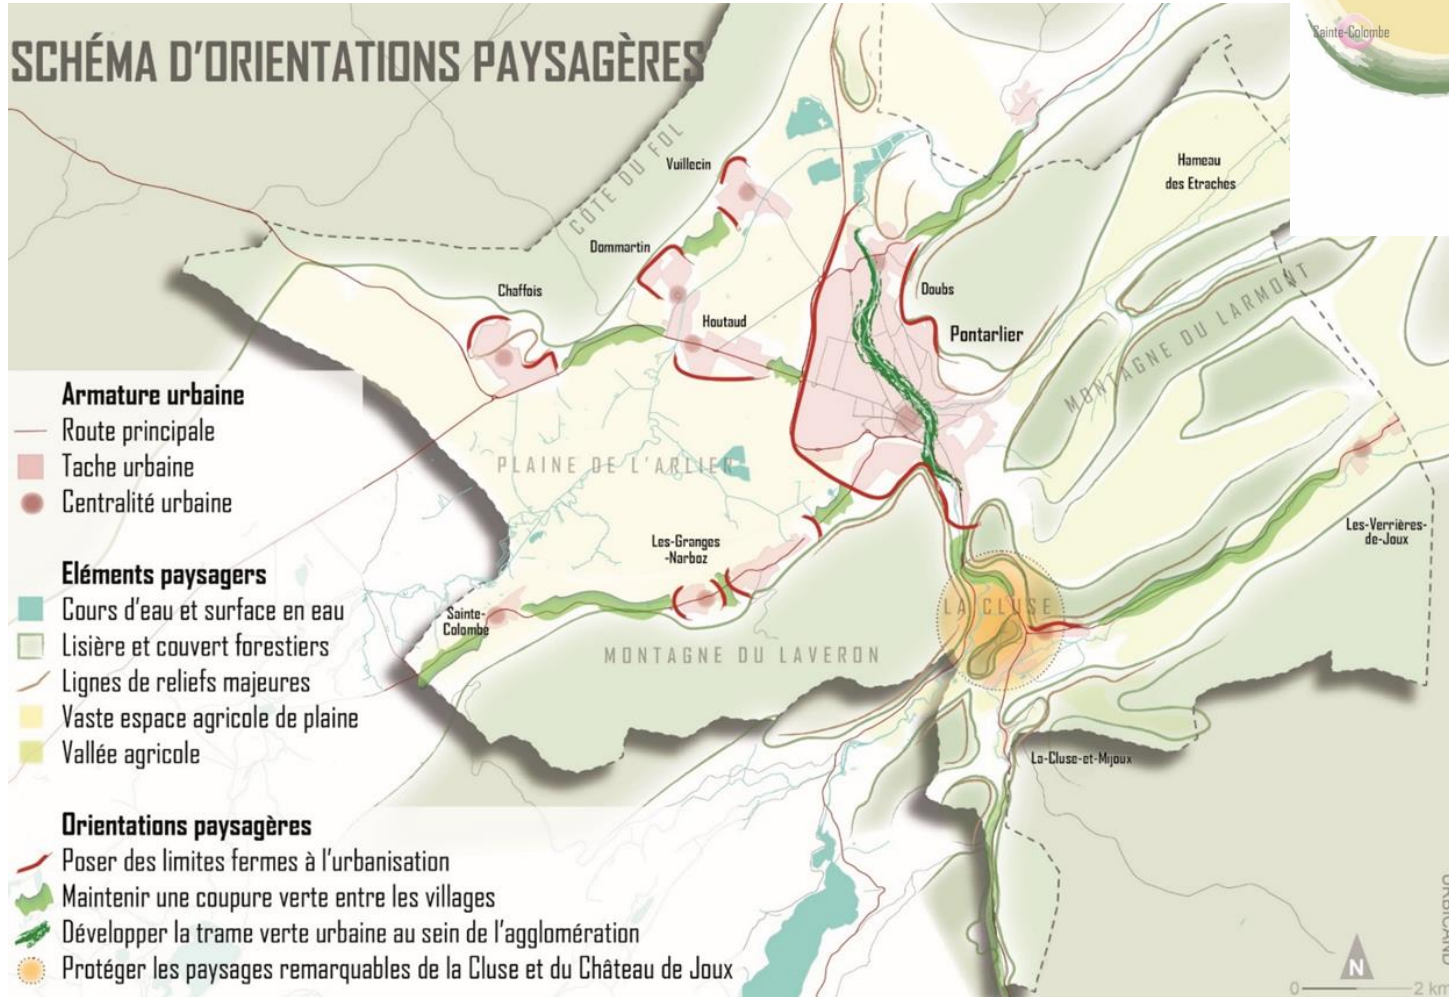 SCHÉMA D'ORIENTATIONS PAYSAGÈRES
Sainte-Colombe
CÔTE DU FOL
Vuillecin
Hameau
des Etraches
Dommartin
Chaffois
Houtaud
Doubs
Pontarlier
MONTAGNE DU LARMONT
PLAINE DE L'ARLIER
Les-Granges
-Narboz
Les-Verrières-
de-Joux
Sainte-
Colombe
LA CLUSE
MONTAGNE DU LAVERON
La-Cluse-et-Mijoux
Armature urbaine
Route principale
Tache urbaine
Centralité urbaine
Eléments paysagers
Cours d'eau et surface en eau
Lisière et couvert forestiers
Lignes de reliefs majeures
Vaste espace agricole de plaine
Vallée agricole
Orientations paysagères
Poser des limites fermes à l'urbanisation
Maintenir une coupure verte entre les villages
Développer la trame verte urbaine au sein de l'agglomération
Protéger les paysages remarquables de la Cluse et du Château de Joux
URBICAND
N
0 2 km